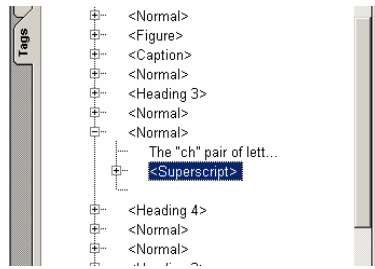 Tags
<Normal>
<Figure>
<Caption>
<Normal>
<Heading 3>
<Normal>
<Normal>
The "ch" pair of lett...
<Superscript>
<Heading 4>
<Normal>
<Normal>